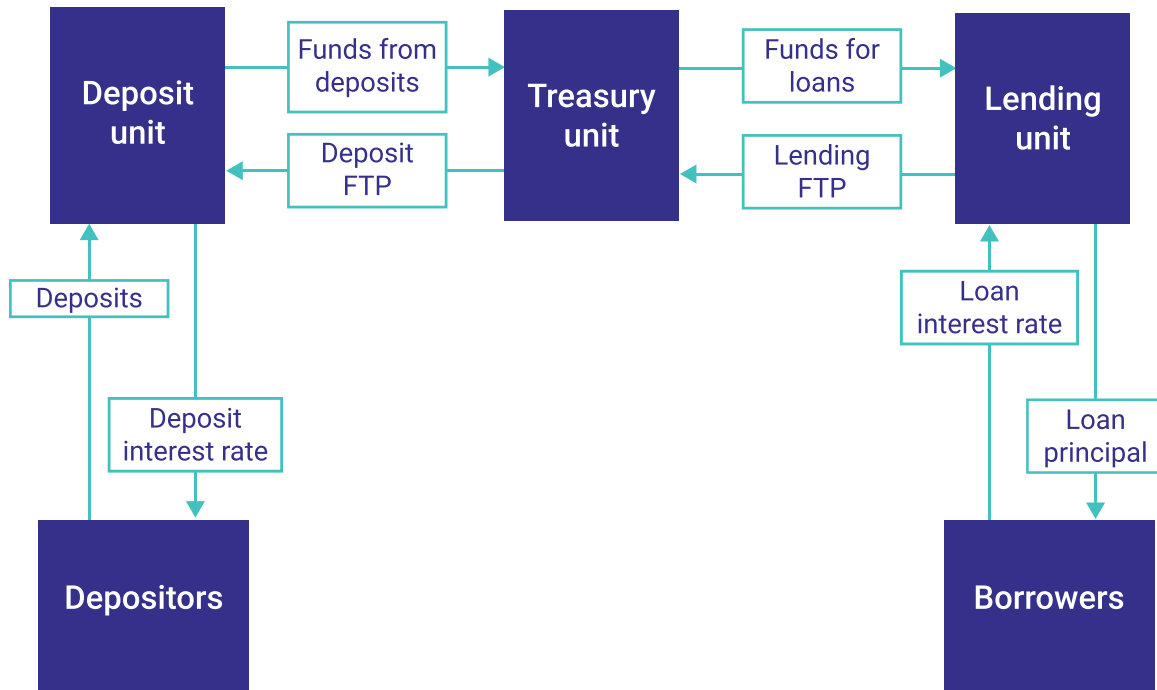 Deposit
unit
Funds from
deposits
Deposit
FTP
Treasury
unit
Funds for
loans
Lending
FTP
Lending
unit
Deposits
Deposit
interest rate
Loan
interest rate
Loan
principal
Depositors
Borrowers